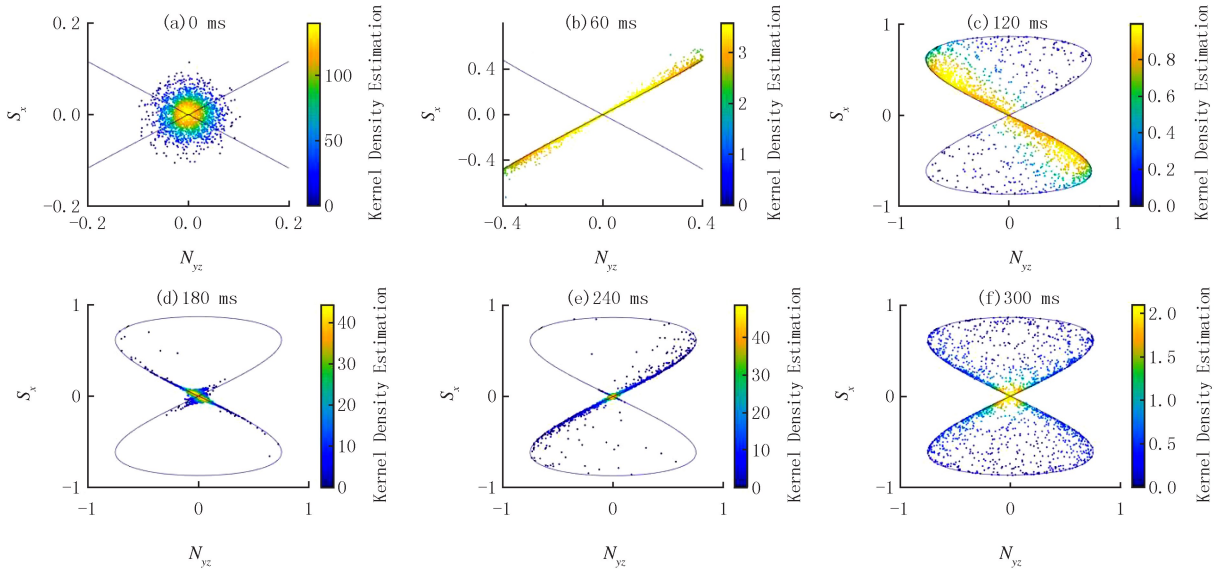 (a)0 ms
0.2
0.0
-0.2
-0.2
0.0
0.2
S_x
N_yz
100
50
0
Kernel Density Estimation
(b)60 ms
0.4
0.0
-0.4
-0.4
0.0
0.4
S_x
N_yz
3
2
1
0
Kernel Density Estimation
(c)120 ms
1
0
-1
-1
0
1
S_x
N_yz
0.8
0.6
0.4
0.2
0.0
Kernel Density Estimation
(d)180 ms
1
0
-1
-1
0
1
S_x
N_yz
40
30
20
10
0
Kernel Density Estimation
(e)240 ms
1
0
-1
-1
0
1
S_x
N_yz
40
30
20
10
0
Kernel Density Estimation
(f)300 ms
1
0
-1
-1
0
1
S_x
N_yz
2.0
1.5
1.0
0.5
0.0
Kernel Density Estimation